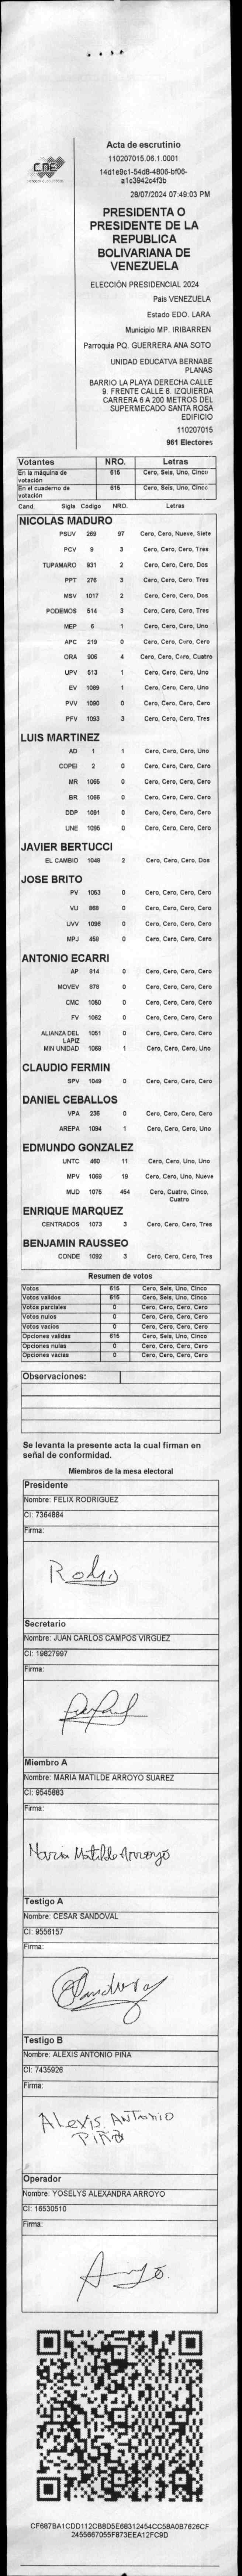 CNE
Acta de escrutinio
110207015.06.1.0001
14d1e9c1-54d8-4806-bf06-
a1c3942c4f3b
28/07/2024 07:49:03 PM
PRESIDENTA O
PRESIDENTE DE LA
REPUBLICA
BOLIVARIANA DE
VENEZUELA
ELECCIÓN PRESIDENCIAL 2024
Pais VENEZUELA
Estado EDO. LARA
Municipio MP. IRIBARREN
Parroquia PQ. GUERRERA ANA SOTO
UNIDAD EDUCATVA BERNABE
PLANAS
BARRIO LA PLAYA DERECHA CALLE
9. FRENTE CALLE 8. IZQUIERDA
CARRERA 6 A 200 METROS DEL
SUPERMECADO SANTA ROSA
EDIFICIO
110207015
961 Electores
Votantes NRO. Letras
En la máquina de votación 615 Cero, Seis, Uno, Cinco
En el cuaderno de votación 615 Cero, Seis, Uno, Cinco
Cand. Sigla Código NRO. Letras
NICOLAS MADURO
PSUV 269 97 Cero, Cero, Nueve, Siete
PCV 9 3 Cero, Cero, Cero, Tres
TUPAMARO 931 2 Cero, Cero, Cero, Dos
PPT 276 3 Cero, Cero, Cero, Tres
MSV 1017 2 Cero, Cero, Cero, Dos
PODEMOS 514 3 Cero, Cero, Cero, Tres
MEP 6 1 Cero, Cero, Cero, Uno
APC 219 0 Cero, Cero, Cero, Cero
ORA 906 4 Cero, Cero, Cero, Cuatro
UPV 513 1 Cero, Cero, Cero, Uno
EV 1089 1 Cero, Cero, Cero, Uno
PVV 1090 0 Cero, Cero, Cero, Cero
PFV 1093 3 Cero, Cero, Cero, Tres
LUIS MARTINEZ
AD 1 1 Cero, Cero, Cero, Uno
COPEI 2 0 Cero, Cero, Cero, Cero
MR 1065 0 Cero, Cero, Cero, Cero
BR 1066 0 Cero, Cero, Cero, Cero
DDP 1091 0 Cero, Cero, Cero, Cero
UNE 1095 0 Cero, Cero, Cero, Cero
JAVIER BERTUCCI
EL CAMBIO 1048 2 Cero, Cero, Cero, Dos
JOSE BRITO
PV 1053 0 Cero, Cero, Cero, Cero
VU 868 0 Cero, Cero, Cero, Cero
UVV 1096 0 Cero, Cero, Cero, Cero
MPJ 458 0 Cero, Cero, Cero, Cero
ANTONIO ECARRI
AP 914 0 Cero, Cero, Cero, Cero
MOVEV 878 0 Cero, Cero, Cero, Cero
CMC 1050 0 Cero, Cero, Cero, Cero
FV 1062 0 Cero, Cero, Cero, Cero
ALIANZA DEL LAPIZ 1051 0 Cero, Cero, Cero, Cero
MIN UNIDAD 1068 1 Cero, Cero, Cero, Uno
CLAUDIO FERMIN
SPV 1049 0 Cero, Cero, Cero, Cero
DANIEL CEBALLOS
VPA 236 0 Cero, Cero, Cero, Cero
AREPA 1094 1 Cero, Cero, Cero, Uno
EDMUNDO GONZALEZ
UNTC 460 11 Cero, Cero, Uno, Uno
MPV 1069 19 Cero, Cero, Uno, Nueve
MUD 1075 454 Cero, Cuatro, Cinco, Cuatro
ENRIQUE MARQUEZ
CENTRADOS 1073 3 Cero, Cero, Cero, Tres
BENJAMIN RAUSSEO
CONDE 1092 3 Cero, Cero, Cero, Tres
Resumen de votos
Votos 615 Cero, Seis, Uno, Cinco
Votos validos 615 Cero, Seis, Uno, Cinco
Votos parciales 0 Cero, Cero, Cero, Cero
Votos nulos 0 Cero, Cero, Cero, Cero
Votos vacios 0 Cero, Cero, Cero, Cero
Opciones validas 615 Cero, Seis, Uno, Cinco
Opciones nulas 0 Cero, Cero, Cero, Cero
Opciones vacias 0 Cero, Cero, Cero, Cero
Observaciones:
Se levanta la presente acta la cual firman en
señal de conformidad.
Miembros de la mesa electoral
Presidente
Nombre: FELIX RODRIGUEZ
CI: 7364884
Firma:
Secretario
Nombre: JUAN CARLOS CAMPOS VIRGUEZ
CI: 19827997
Firma:
Miembro A
Nombre: MARIA MATILDE ARROYO SUAREZ
CI: 9545883
Firma:
Maria Matilde Arroyo
Testigo A
Nombre: CESAR SANDOVAL
CI: 9556157
Firma:
Testigo B
Nombre: ALEXIS ANTONIO PIÑA
CI: 7435926
Firma:
ALEXIS ANTONIO
PIÑA
Operador
Nombre: YOSELYS ALEXANDRA ARROYO
CI: 16530510
Firma:
CF687BA1CDD112CB8D5E68312454CC58A0B7626CF
2455667055F873EEA12FC9D